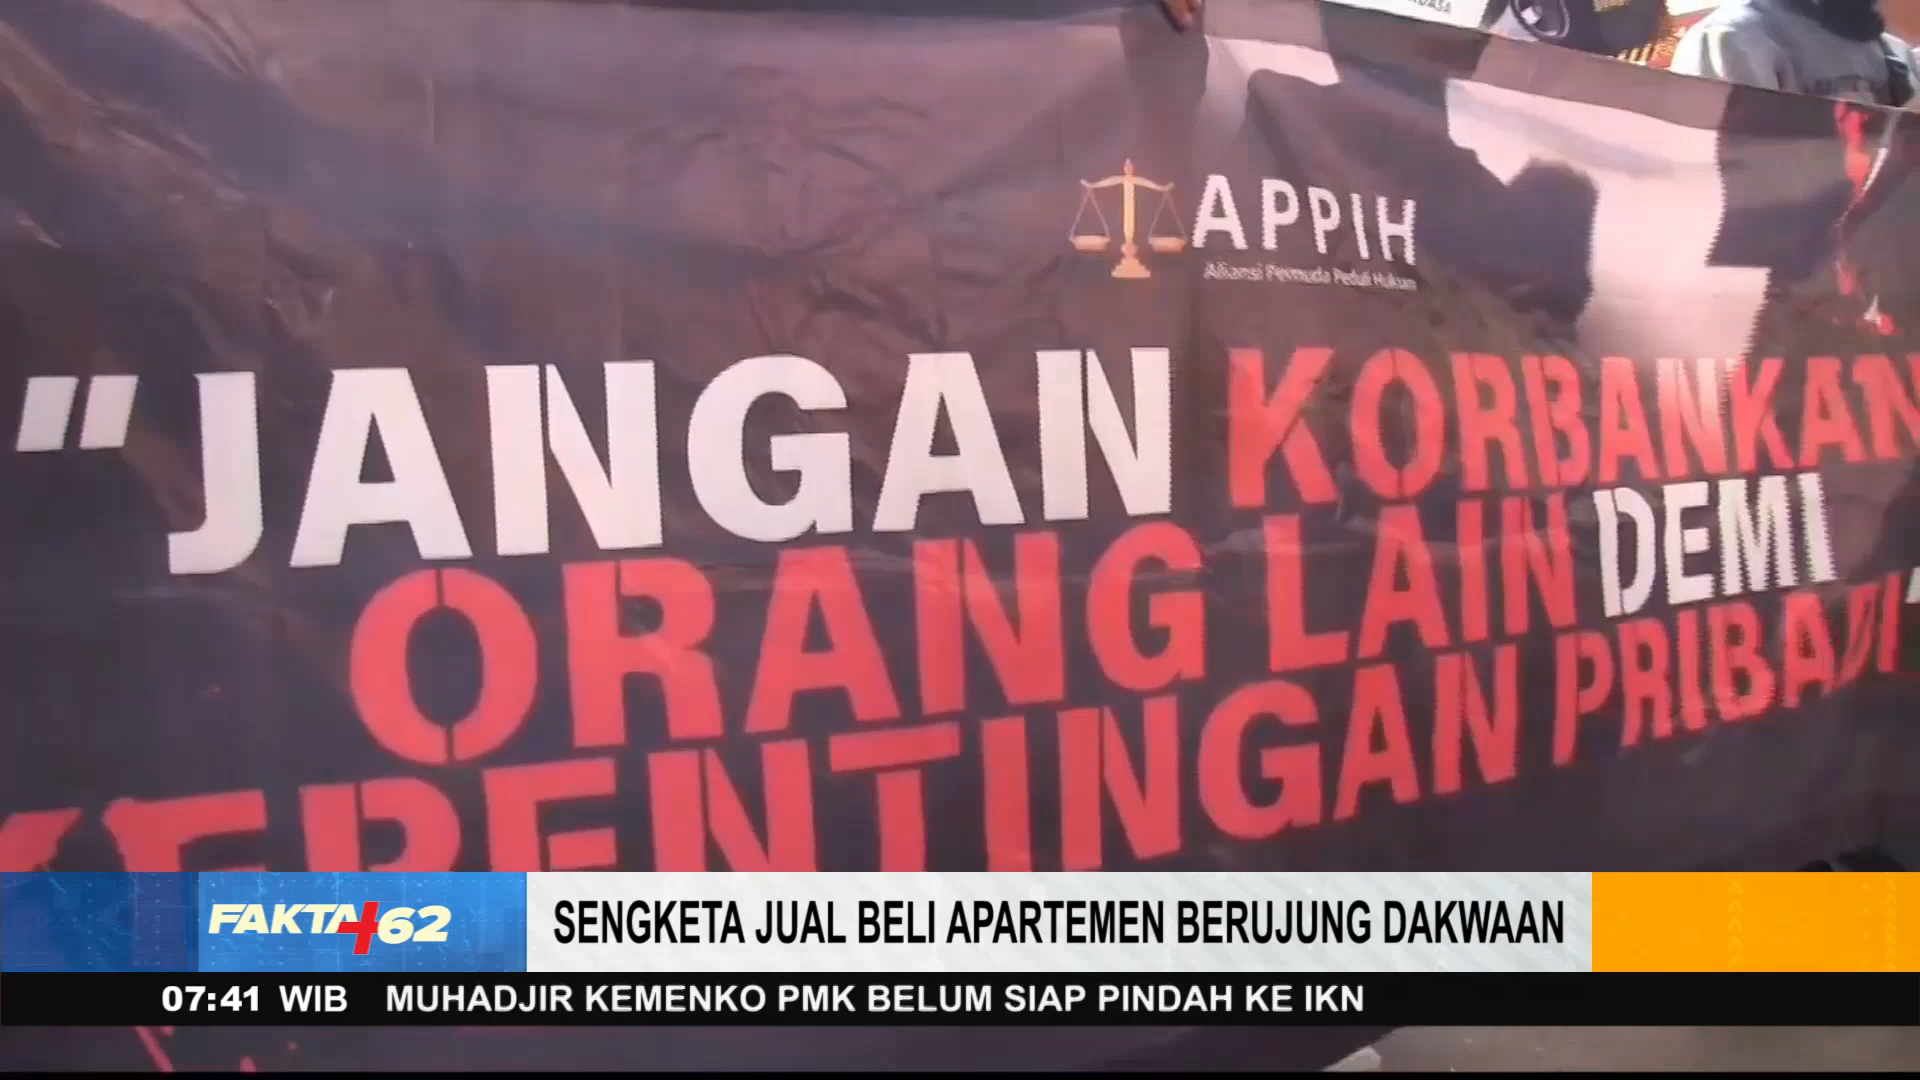 APPIH
Aliansi Pemuda Peduli Hukum
"JANGAN KORBANKAN
ORANG LAIN DEMI
KEPENTINGAN PRIBADI"
FAKTA+62
SENGKETA JUAL BELI APARTEMEN BERUJUNG DAKWAAN
07:41 WIB MUHADJIR KEMENKO PMK BELUM SIAP PINDAH KE IKN